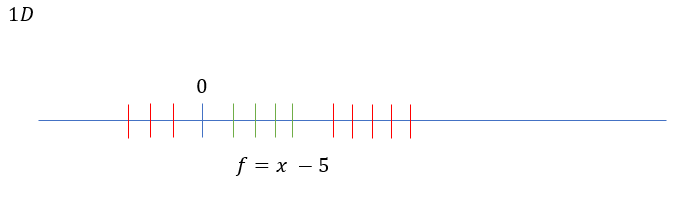 1D
0
f = x − 5